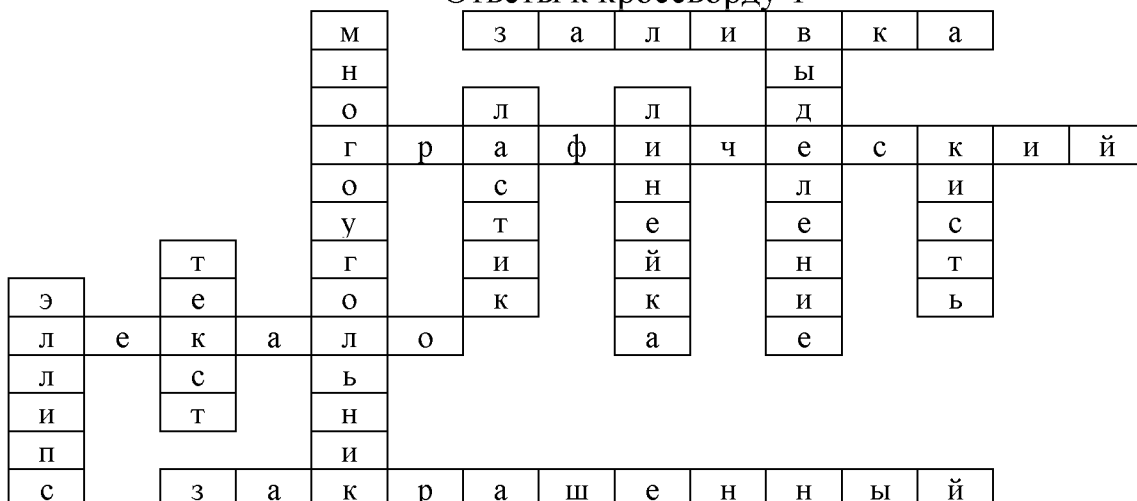 Ответы к кроссворду 1
м з а л и в к а
н ы
о л л д
г р а ф и ч е с к и й
о с н л и
у т е е с
т г и й н т
э е о к к и ь
л е к а л о а е
л с ь
и т н
п и
с з а к р а ш е н н ы й